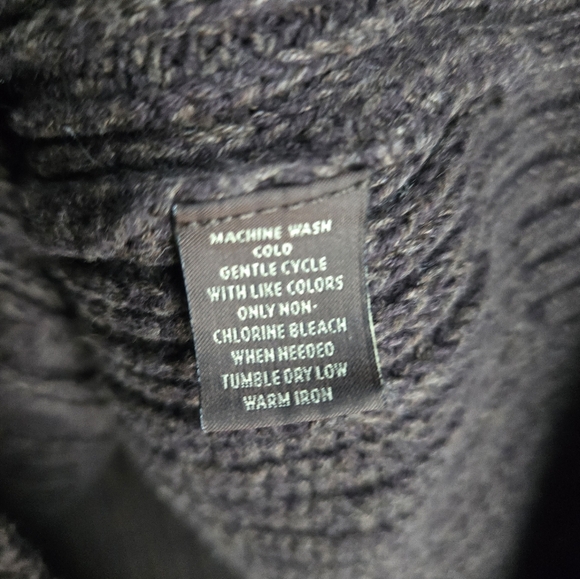 MACHINE WASH
COLD
GENTLE CYCLE
WITH LIKE COLORS
ONLY NON-
CHLORINE BLEACH
WHEN NEEDED
TUMBLE DRY LOW
WARM IRON